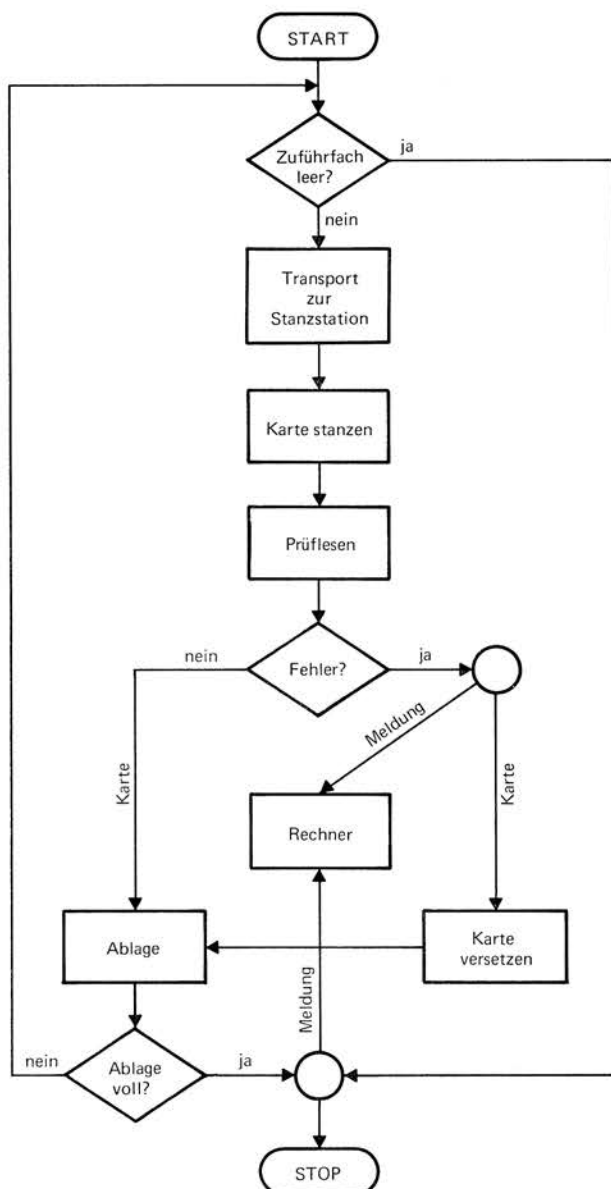 START
Zuführfach
leer?
ja
nein
Transport
zur
Stanzstation
Karte stanzen
Prüflesen
nein
Fehler?
ja
Meldung
Karte
Karte
Rechner
Ablage
Karte
versetzen
Meldung
nein
Ablage
voll?
ja
STOP